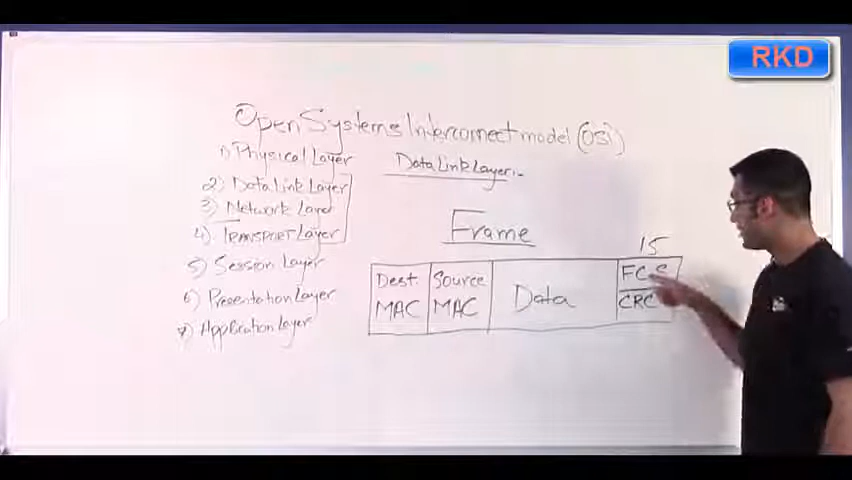 RKD
Open Systems Interconnect model (OSI)
1) Physical Layer
2) Data Link Layer
3) Network Layer
4) TRANSPORT Layer
5) Session Layer
6) Presentation Layer
7) Application Layer
Data Link Layer:-
Frame
15
Dest. MAC
Source MAC
Data
FCS
CRC